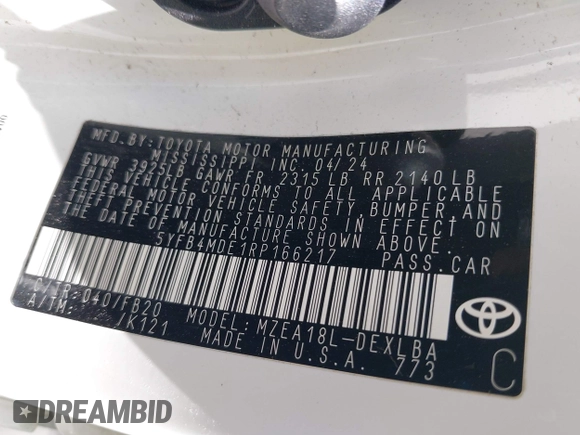 MFD. BY: TOYOTA MOTOR MANUFACTURING
MISSISSIPPI, INC. 04/24
GVWR 3925LB GAWR FR 2315 LB RR 2140 LB
THIS VEHICLE CONFORMS TO ALL APPLICABLE
FEDERAL MOTOR VEHICLE SAFETY, BUMPER, AND
THEFT PREVENTION STANDARDS IN EFFECT ON
THE DATE OF MANUFACTURE SHOWN ABOVE.
5YFB4MDE1RP166217 PASS. CAR
C/TR: 040/FB20
A/TM: /K121
MODEL: MZEA18L-DEXLBA
MADE IN U.S.A. 773
C
DREAMBID